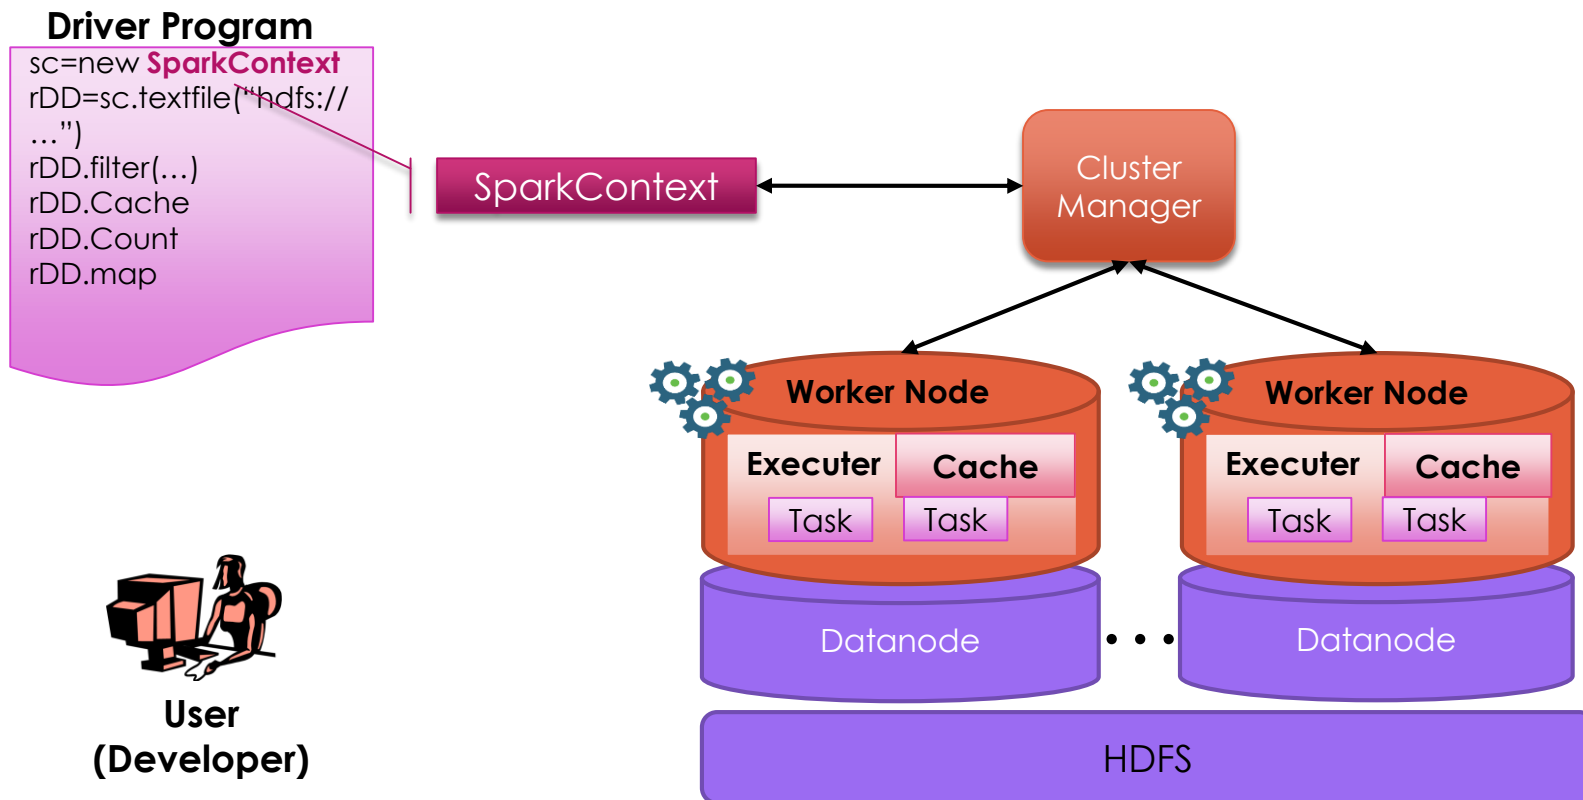 Driver Program
sc=new SparkContext
rDD=sc.textfile(“hdfs://
…”)
rDD.filter(…)
rDD.Cache
rDD.Count
rDD.map
SparkContext
Cluster
Manager
Worker Node
Executer
Cache
Task
Task
Datanode
Worker Node
Executer
Cache
Task
Task
Datanode
HDFS
User
(Developer)